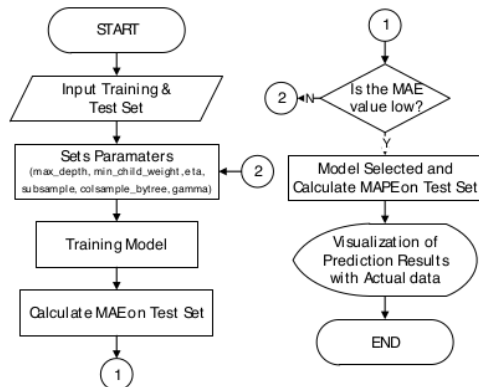 START
Input Training &
Test Set
Sets Paramaters
(max_depth, min_child_weight ,eta,
subsample, colsample_bytree, gamma)
2
Training Model
Calculate MAEon Test Set
1
1
Is the MAE
value low?
N
2
Y
Model Selected and
Calculate MAPEon Test Set
Visualization of
Prediction Results
with Actual data
END